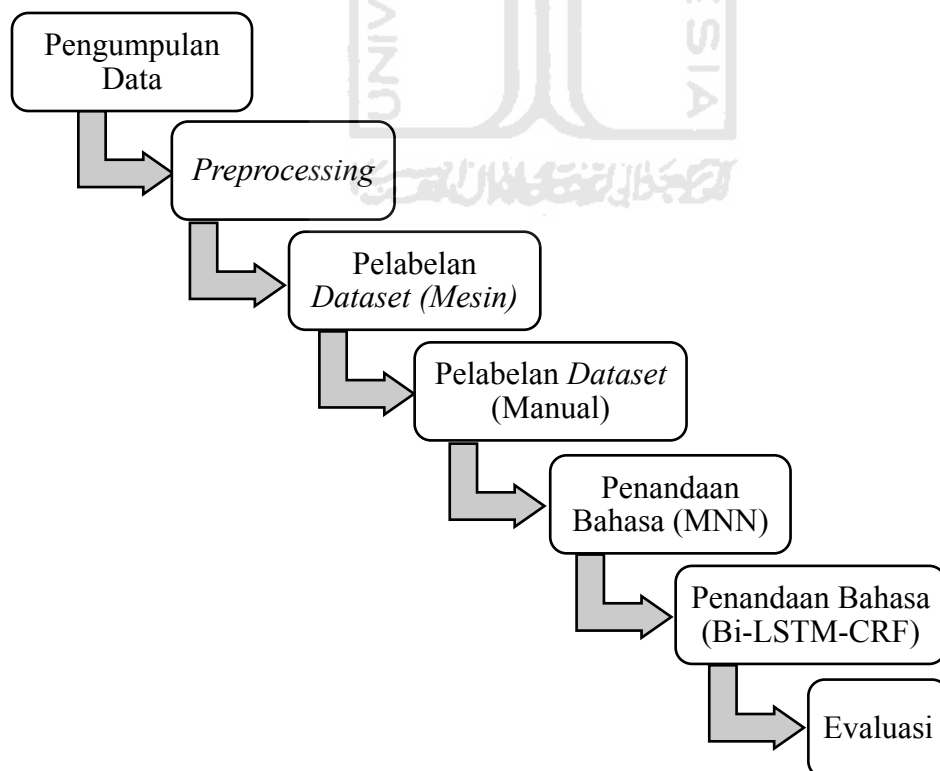 Pengumpulan
Data
Preprocessing
Pelabelan
Dataset (Mesin)
Pelabelan Dataset
(Manual)
Penandaan
Bahasa (MNN)
Penandaan Bahasa
(Bi-LSTM-CRF)
Evaluasi